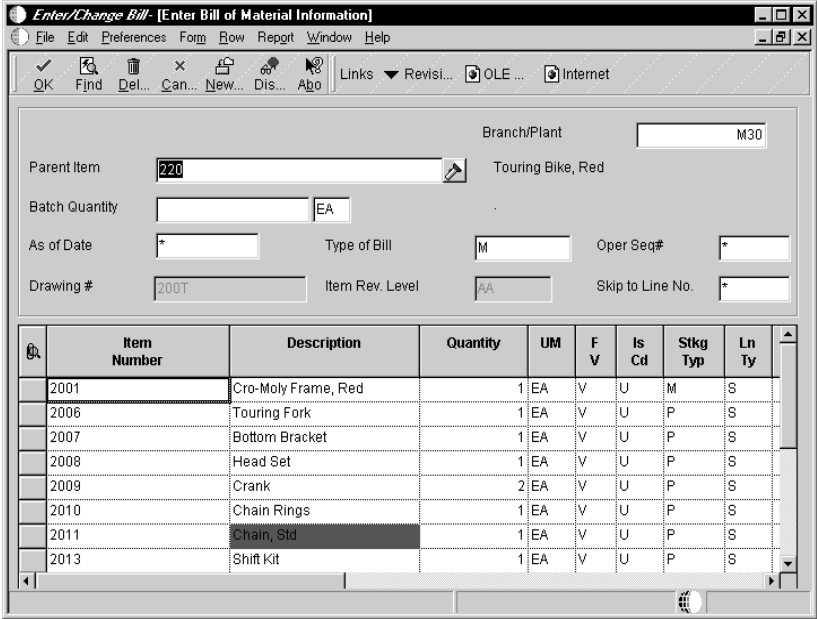 Enter/Change Bill - [Enter Bill of Material Information]
File Edit Preferences Form Row Report Window Help
OK Find Del... Can... New... Dis... Abo Links Revisi... OLE ... Internet
Branch/Plant M30
Parent Item 220 Touring Bike, Red
Batch Quantity EA .
As of Date * Type of Bill M Oper Seq# *
Drawing # 200T Item Rev. Level AA Skip to Line No. *
Item Number Description Quantity UM F V Is Cd Stkg Typ Ln Ty
2001 Cro-Moly Frame, Red 1 EA V U M S
2006 Touring Fork 1 EA V U P S
2007 Bottom Bracket 1 EA V U P S
2008 Head Set 1 EA V U P S
2009 Crank 2 EA V U P S
2010 Chain Rings 1 EA V U P S
2011 Chain, Std 1 EA V U P S
2013 Shift Kit 1 EA V U P S